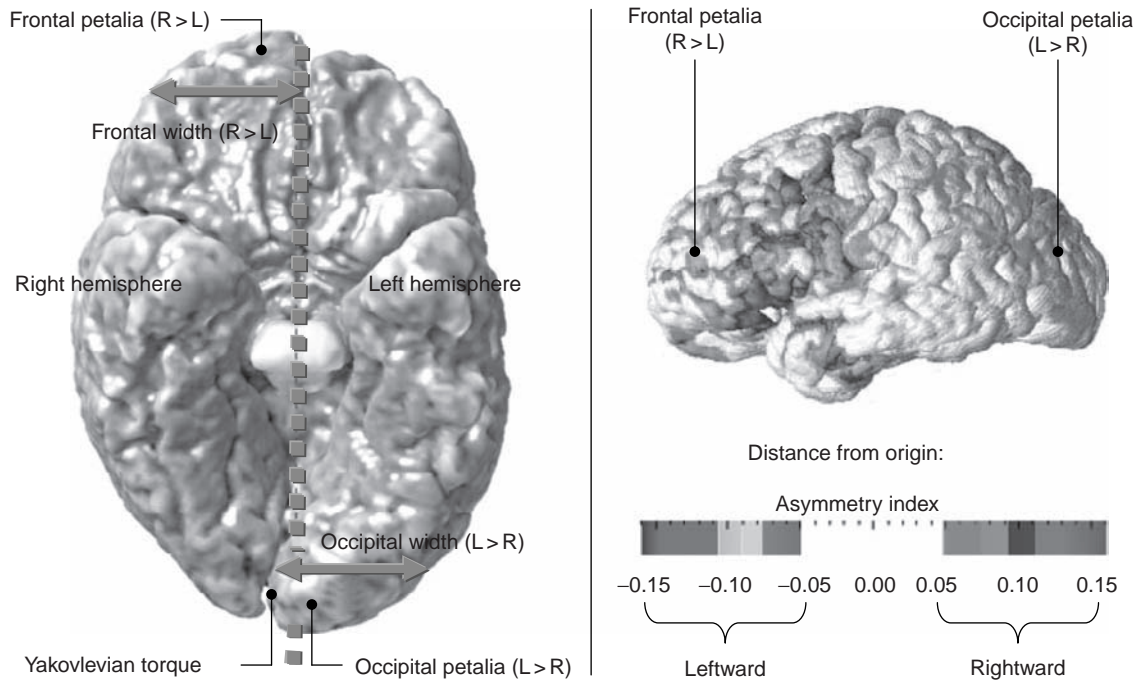 Frontal petalia (R > L)
Frontal width (R > L)
Right hemisphere
Left hemisphere
Occipital width (L > R)
Yakovlevian torque
Occipital petalia (L > R)
Frontal petalia
(R > L)
Occipital petalia
(L > R)
Distance from origin:
Asymmetry index
−0.15 −0.10 −0.05 0.00 0.05 0.10 0.15
Leftward
Rightward